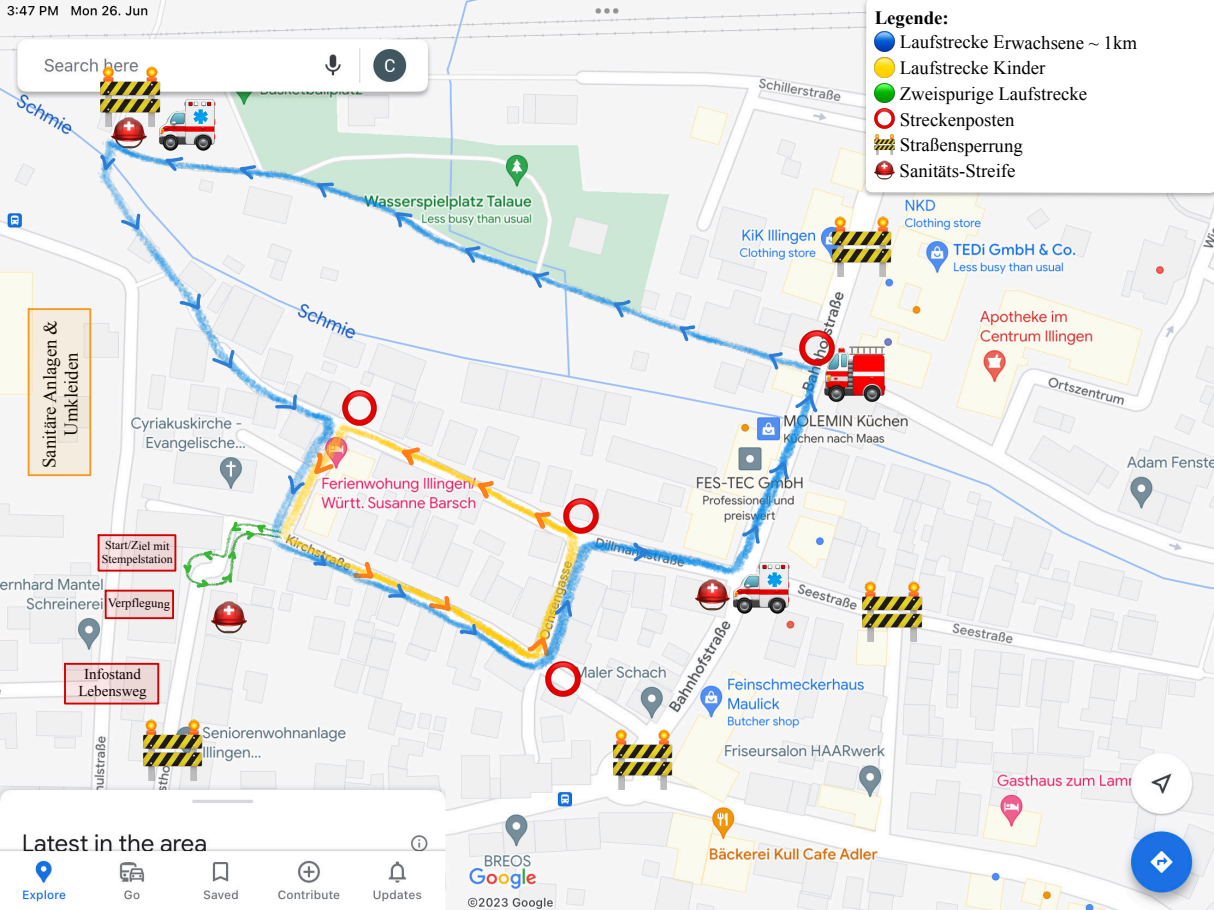 3:47 PM Mon 26. Jun
Search here
C
Legende:
Laufstrecke Erwachsene ~ 1km
Laufstrecke Kinder
Zweispurige Laufstrecke
Streckenposten
Straßensperrung
Sanitäts-Streife
Basketballplatz
Schillerstraße
Schmie
Wasserspielplatz Talaue
Less busy than usual
NKD
Clothing store
KiK Illingen
Clothing store
TEDi GmbH & Co.
Less busy than usual
Apotheke im
Centrum Illingen
Schmie
Bahnhofstraße
Ortszentrum
Sanitäre Anlagen &
Umkleiden
Cyriakuskirche -
Evangelische...
MOLEMIN Küchen
Küchen nach Maas
FES-TEC GmbH
Professionell und
preiswert
Adam Fenste
Ferienwohung Illingen/
Württ. Susanne Barsch
Start/Ziel mit
Stempelstation
Kirchstraße
Dillmannstraße
Ochsengasse
ernhard Mantel
Schreinerei
Verpflegung
Seestraße
Seestraße
Bahnhofstraße
Infostand
Lebensweg
Maler Schach
Feinschmeckerhaus
Maulick
Butcher shop
Seniorenwohnanlage
Illingen...
hulstraße
Friseursalon HAARwerk
Gasthaus zum Lamm
Bäckerei Kull Cafe Adler
BREOS
Google
©2023 Google
Latest in the area
Explore
Go
Saved
Contribute
Updates